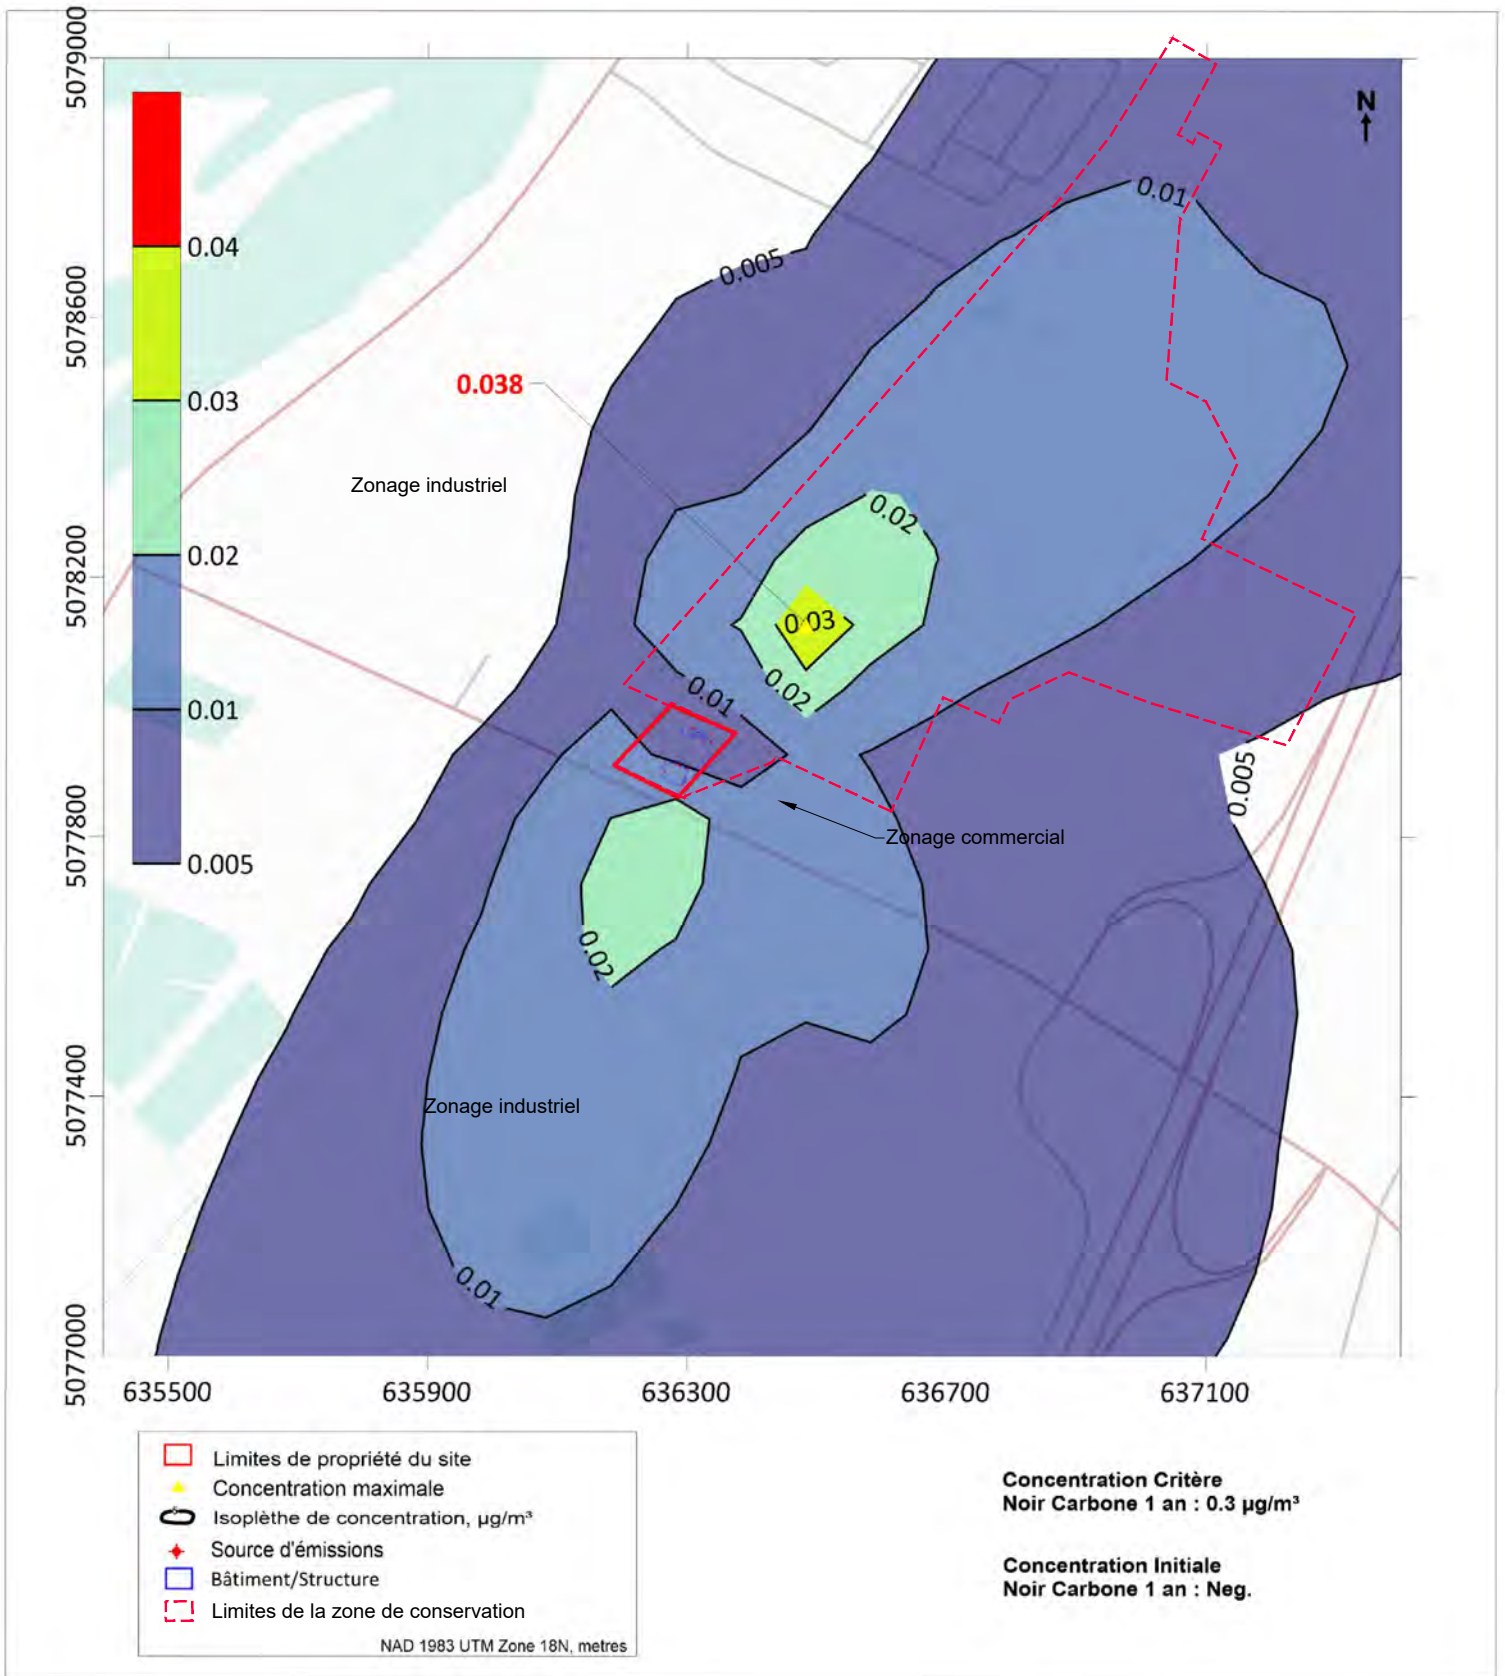 5079000
5078600
5078200
5077800
5077400
5077000
N
0.04
0.03
0.02
0.01
0.005
0.01
0.005
0.038
Zonage industriel
0.02
0.03
0.02
0.01
0.005
Zonage commercial
0.02
Zonage industriel
0.01
635500
635900
636300
636700
637100
Limites de propriété du site
Concentration maximale
Isoplèthe de concentration, µg/m³
Source d'émissions
Bâtiment/Structure
Limites de la zone de conservation
NAD 1983 UTM Zone 18N, metres
Concentration Critère
Noir Carbone 1 an : 0.3 µg/m³
Concentration Initiale
Noir Carbone 1 an : Neg.